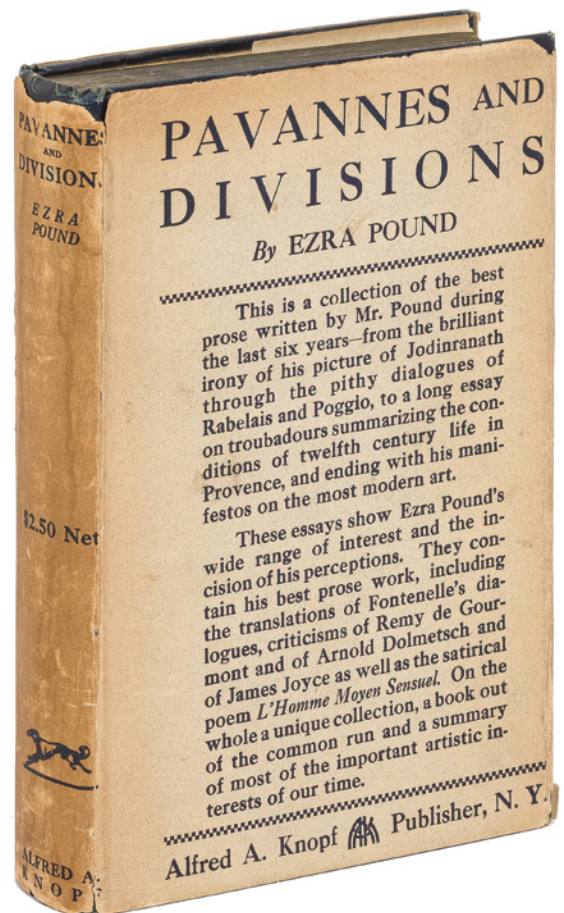 PAVANNES
AND
DIVISION
EZRA
POUND
$2.50 Net
ALFRED A.
KNOP
PAVANNES AND
DIVISIONS
By EZRA POUND
This is a collection of the best
prose written by Mr. Pound during
the last six years—from the brilliant
irony of his picture of Jodinranath
through the pithy dialogues of
Rabelais and Poggio, to a long essay
on troubadours summarizing the con-
ditions of twelfth century life in
Provence, and ending with his mani-
festos on the most modern art.
These essays show Ezra Pound's
wide range of interest and the in-
cision of his perceptions. They con-
tain his best prose work, including
the translations of Fontenelle's dia-
logues, criticisms of Remy de Gour-
mont and of Arnold Dolmetsch and
of James Joyce as well as the satirical
poem L'Homme Moyen Sensuel. On the
whole a unique collection, a book out
of the common run and a summary
of most of the important artistic in-
terests of our time.
Alfred A. Knopf AAK Publisher, N. Y.